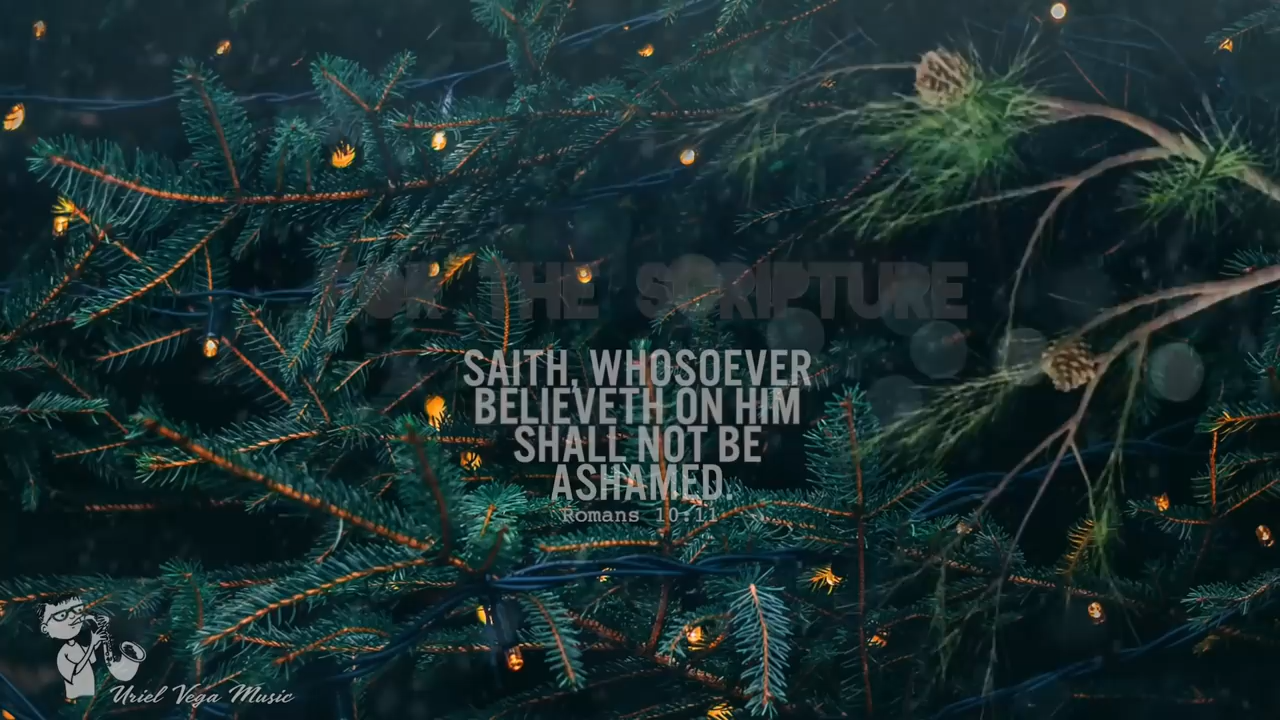 FOR THE SCRIPTURE
SAITH, WHOSOEVER
BELIEVETH ON HIM
SHALL NOT BE
ASHAMED.
Romans 10:11
Uriel Vega Music